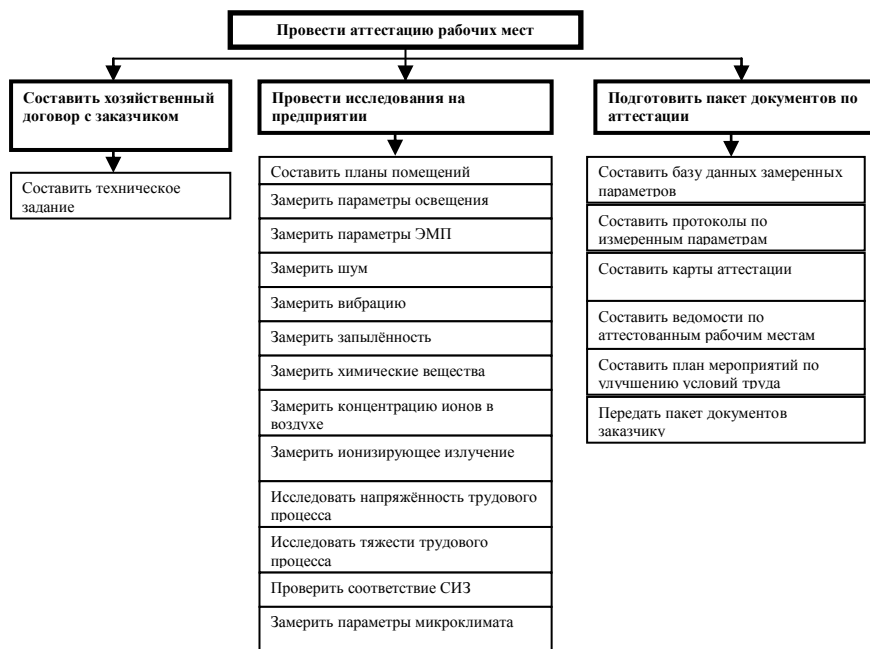 Провести аттестацию рабочих мест
Составить хозяйственный
договор с заказчиком
Составить техническое
задание
Провести исследования на
предприятии
Составить планы помещений
Замерить параметры освещения
Замерить параметры ЭМП
Замерить шум
Замерить вибрацию
Замерить запылённость
Замерить химические вещества
Замерить концентрацию ионов в
воздухе
Замерить ионизирующее излучение
Исследовать напряжённость трудового
процесса
Исследовать тяжести трудового
процесса
Проверить соответствие СИЗ
Замерить параметры микроклимата
Подготовить пакет документов по
аттестации
Составить базу данных замеренных
параметров
Составить протоколы по
измеренным параметрам
Составить карты аттестации
Составить ведомости по
аттестованным рабочим местам
Составить план мероприятий по
улучшению условий труда
Передать пакет документов
заказчику